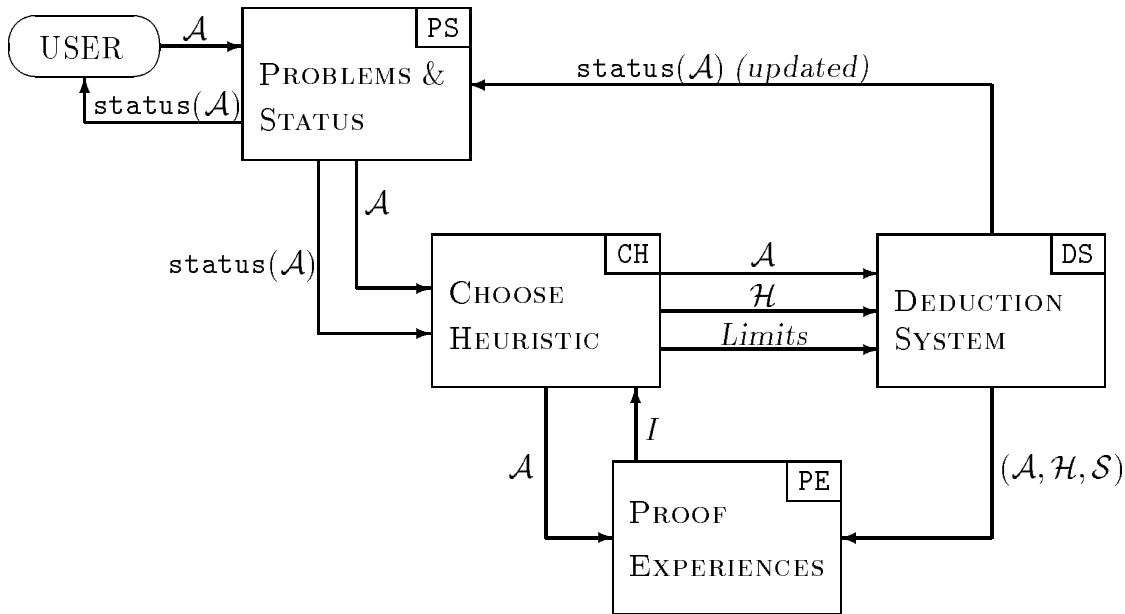 USER
𝒜
PS
PROBLEMS &
STATUS
status(𝒜) (updated)
status(𝒜)
𝒜
status(𝒜)
CH
CHOOSE
HEURISTIC
𝒜
ℋ
Limits
DS
DEDUCTION
SYSTEM
𝒜
I
(𝒜, ℋ, 𝒮)
PE
PROOF
EXPERIENCES